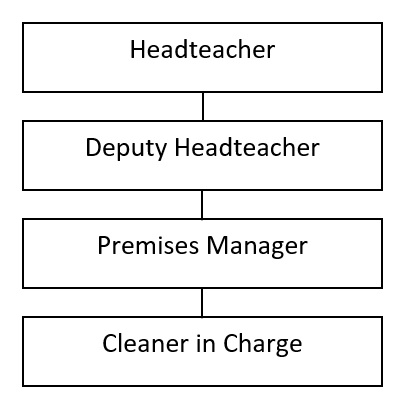 Headteacher
Deputy Headteacher
Premises Manager
Cleaner in Charge